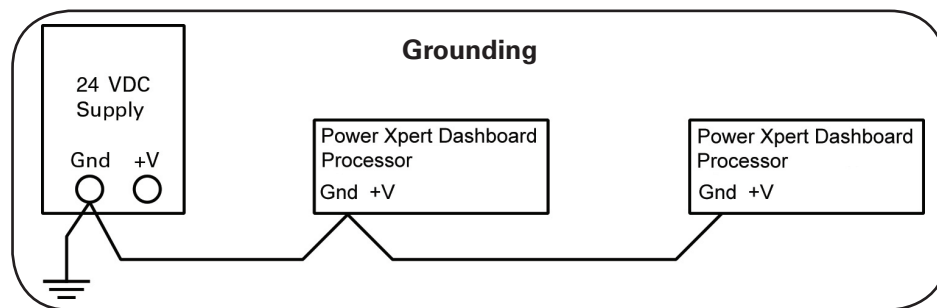 Grounding
24 VDC
Supply
Gnd +V
Power Xpert Dashboard
Processor
Gnd +V
Power Xpert Dashboard
Processor
Gnd +V